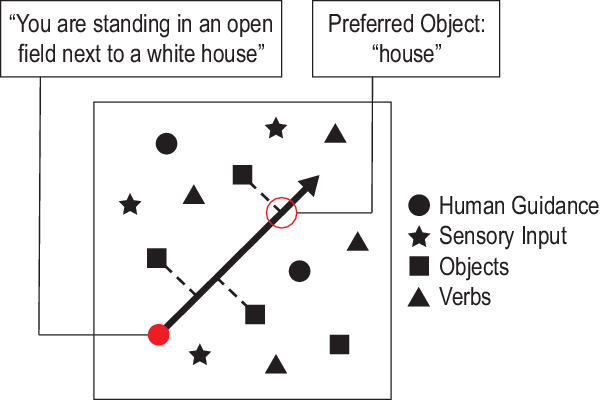 “You are standing in an open
field next to a white house”
Preferred Object:
“house”
Human Guidance
Sensory Input
Objects
Verbs